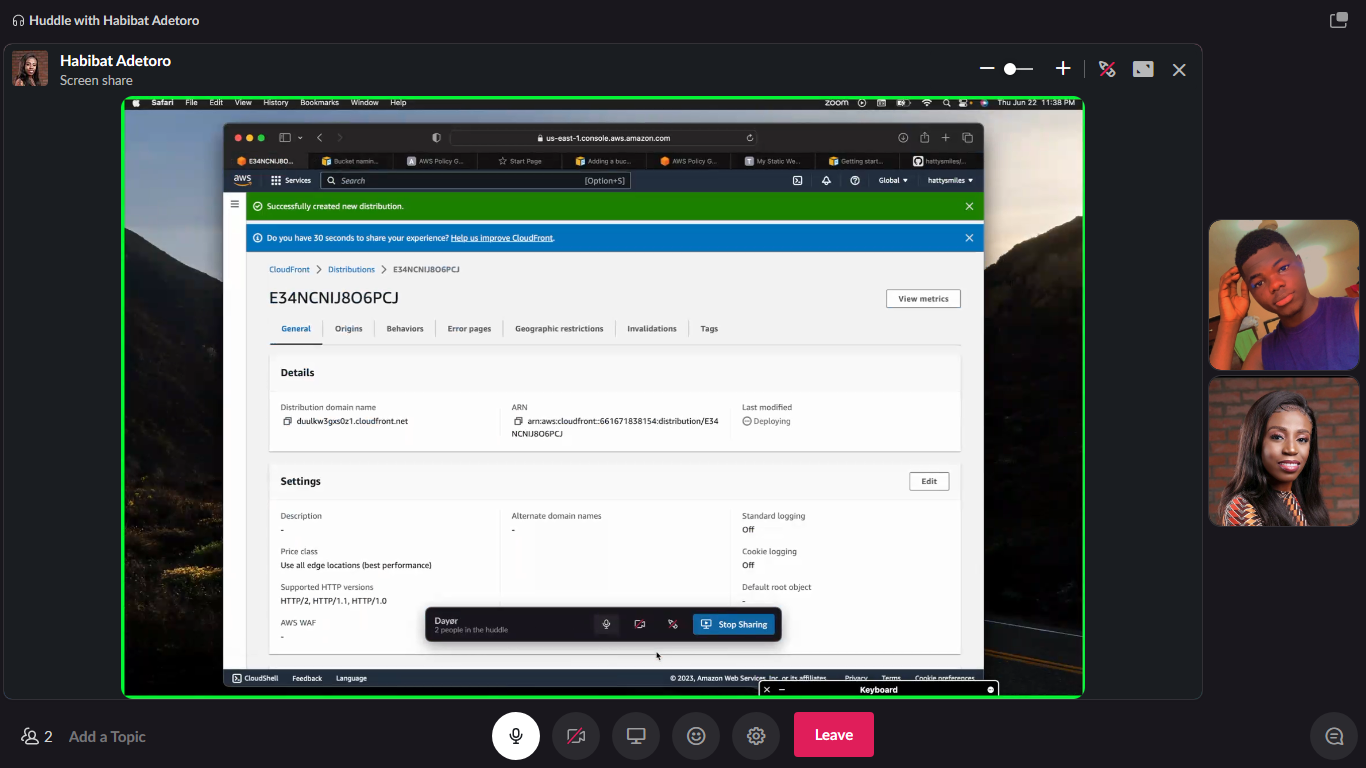 Huddle with Habibat Adetoro
Habibat Adetoro
Screen share
Safari File Edit View History Bookmarks Window Help zoom Thu Jun 22 11:38 PM
us-east-1.console.aws.amazon.com
E34NCNIJ8O... Bucket namin... AWS Policy G... Start Page Adding a buc... AWS Policy G... My Static We... Getting start... hattysmiles/...
aws Services Search [Option+S] Global hattysmiles
Successfully created new distribution.
Do you have 30 seconds to share your experience? Help us improve CloudFront.
CloudFront > Distributions > E34NCNIJ8O6PCJ
E34NCNIJ8O6PCJ View metrics
General Origins Behaviors Error pages Geographic restrictions Invalidations Tags
Details
Distribution domain name ARN Last modified
duulkw3gxs0z1.cloudfront.net arn:aws:cloudfront::661671838154:distribution/E34 Deploying
NCNIJ8O6PCJ
Settings Edit
Description Alternate domain names Standard logging
- - Off
Price class Cookie logging
Use all edge locations (best performance) Off
Supported HTTP versions Default root object
HTTP/2, HTTP/1.1, HTTP/1.0 -
AWS WAF
-
Dayør
2 people in the huddle
Stop Sharing
CloudShell Feedback Language © 2023, Amazon Web Services, Inc. or its affiliates. Privacy Terms Cookie preferences
Keyboard
2 Add a Topic Leave